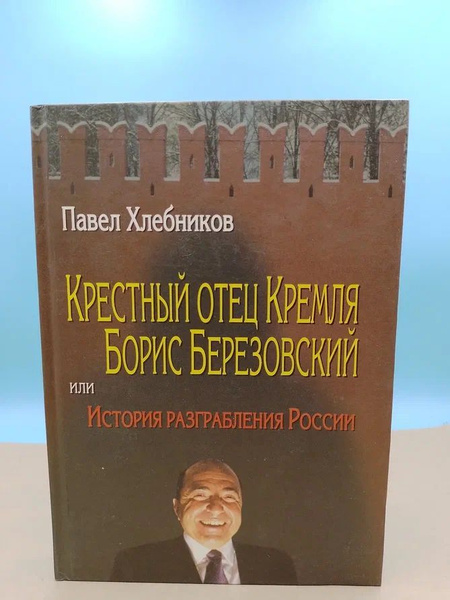 Павел Хлебников
Крестный отец Кремля
Борис Березовский
или
История разграбления России